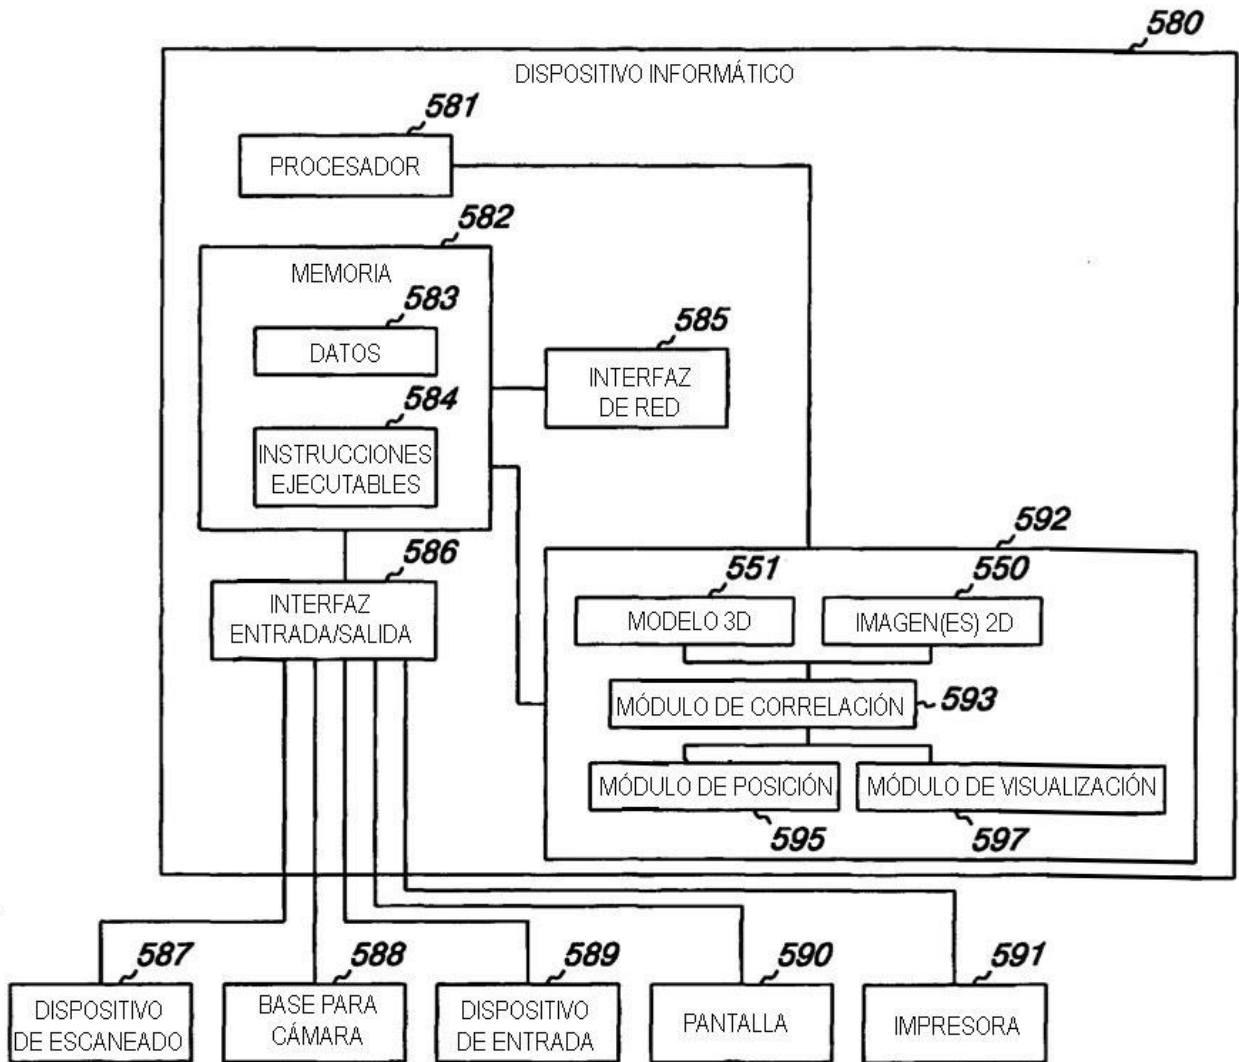 580
DISPOSITIVO INFORMÁTICO
581
PROCESADOR
582
MEMORIA
583
DATOS
584
INSTRUCCIONES
EJECUTABLES
585
INTERFAZ
DE RED
586
INTERFAZ
ENTRADA/SALIDA
592
551
MODELO 3D
550
IMAGEN(ES) 2D
MÓDULO DE CORRELACIÓN
593
MÓDULO DE POSICIÓN
595
MÓDULO DE VISUALIZACIÓN
597
587
DISPOSITIVO
DE ESCANEADO
588
BASE PARA
CÁMARA
589
DISPOSITIVO
DE ENTRADA
590
PANTALLA
591
IMPRESORA